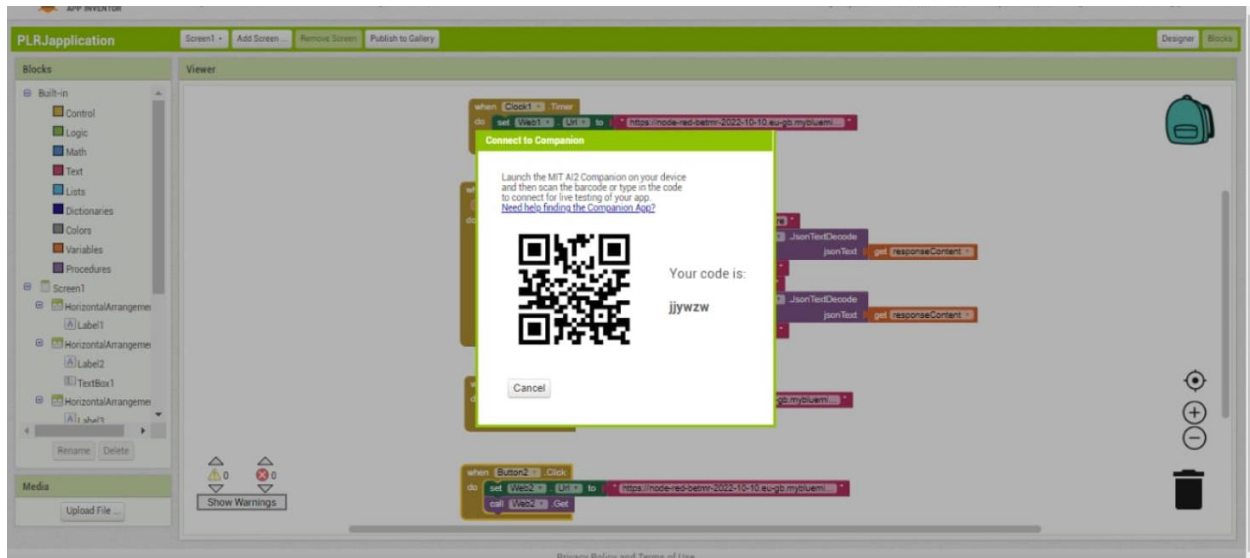 APP INVENTOR
PLRJapplication
Screen1
Add Screen ...
Remove Screen
Publish to Gallery
Designer
Blocks
Blocks
Viewer
Built-in
Control
Logic
Math
Text
Lists
Dictionaries
Colors
Variables
Procedures
Screen1
HorizontalArrangemen
Label1
HorizontalArrangemen
Label2
TextBox1
HorizontalArrangemen
Label3
Rename
Delete
Media
Upload File ...
when Clock1 .Timer
do set Web1 . Url to "https://node-red-betmr-2022-10-10.eu-gb.mybluemi... "
Connect to Companion
Launch the MIT AI2 Companion on your device
and then scan the barcode or type in the code
to connect for live testing of your app.
Need help finding the Companion App?
Your code is:
jjywzw
Cancel
do
.JsonTextDecode
jsonText get responseContent
.JsonTextDecode
jsonText get responseContent
-gb.mybluemi...
when Button2 .Click
do set Web2 . Url to "https://node-red-betmr-2022-10-10.eu-gb.mybluemi... "
call Web2 .Get
0 0
Show Warnings
Privacy Policy and Terms of Use